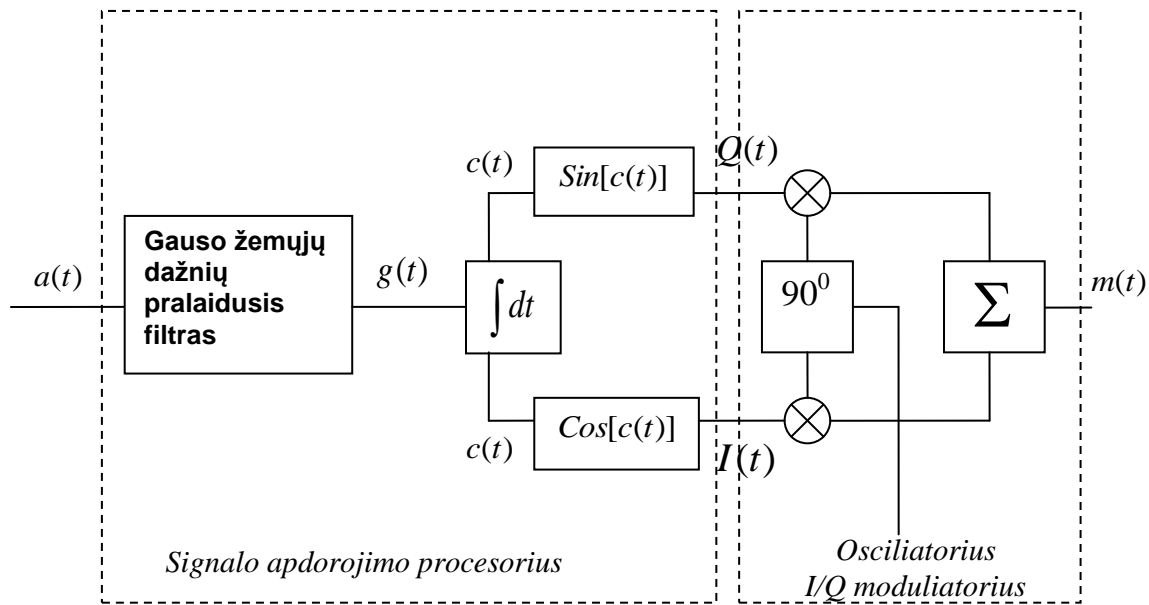 a(t)
Gauso žemųjų
dažnių
pralaidusis
filtras
g(t)
∫dt
c(t)
Sin[c(t)]
Q(t)
c(t)
Cos[c(t)]
I(t)
90⁰
Σ
m(t)
Signalo apdorojimo procesorius
Osciliatorius
I/Q moduliatorius